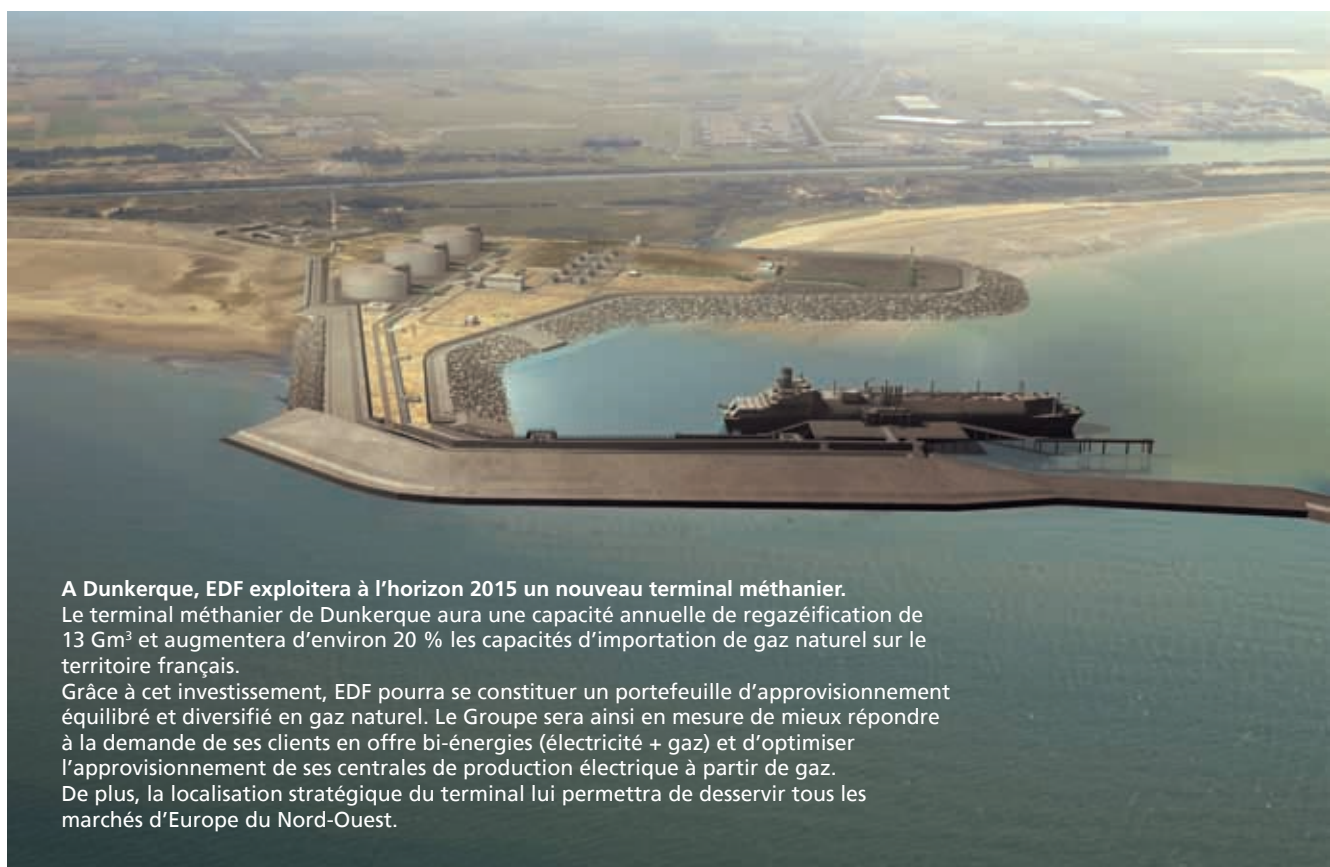 A Dunkerque, EDF exploitera à l’horizon 2015 un nouveau terminal méthanier.
Le terminal méthanier de Dunkerque aura une capacité annuelle de regazéification de
13 Gm³ et augmentera d’environ 20 % les capacités d’importation de gaz naturel sur le
territoire français.
Grâce à cet investissement, EDF pourra se constituer un portefeuille d’approvisionnement
équilibré et diversifié en gaz naturel. Le Groupe sera ainsi en mesure de mieux répondre
à la demande de ses clients en offre bi-énergies (électricité + gaz) et d’optimiser
l’approvisionnement de ses centrales de production électrique à partir de gaz.
De plus, la localisation stratégique du terminal lui permettra de desservir tous les
marchés d’Europe du Nord-Ouest.